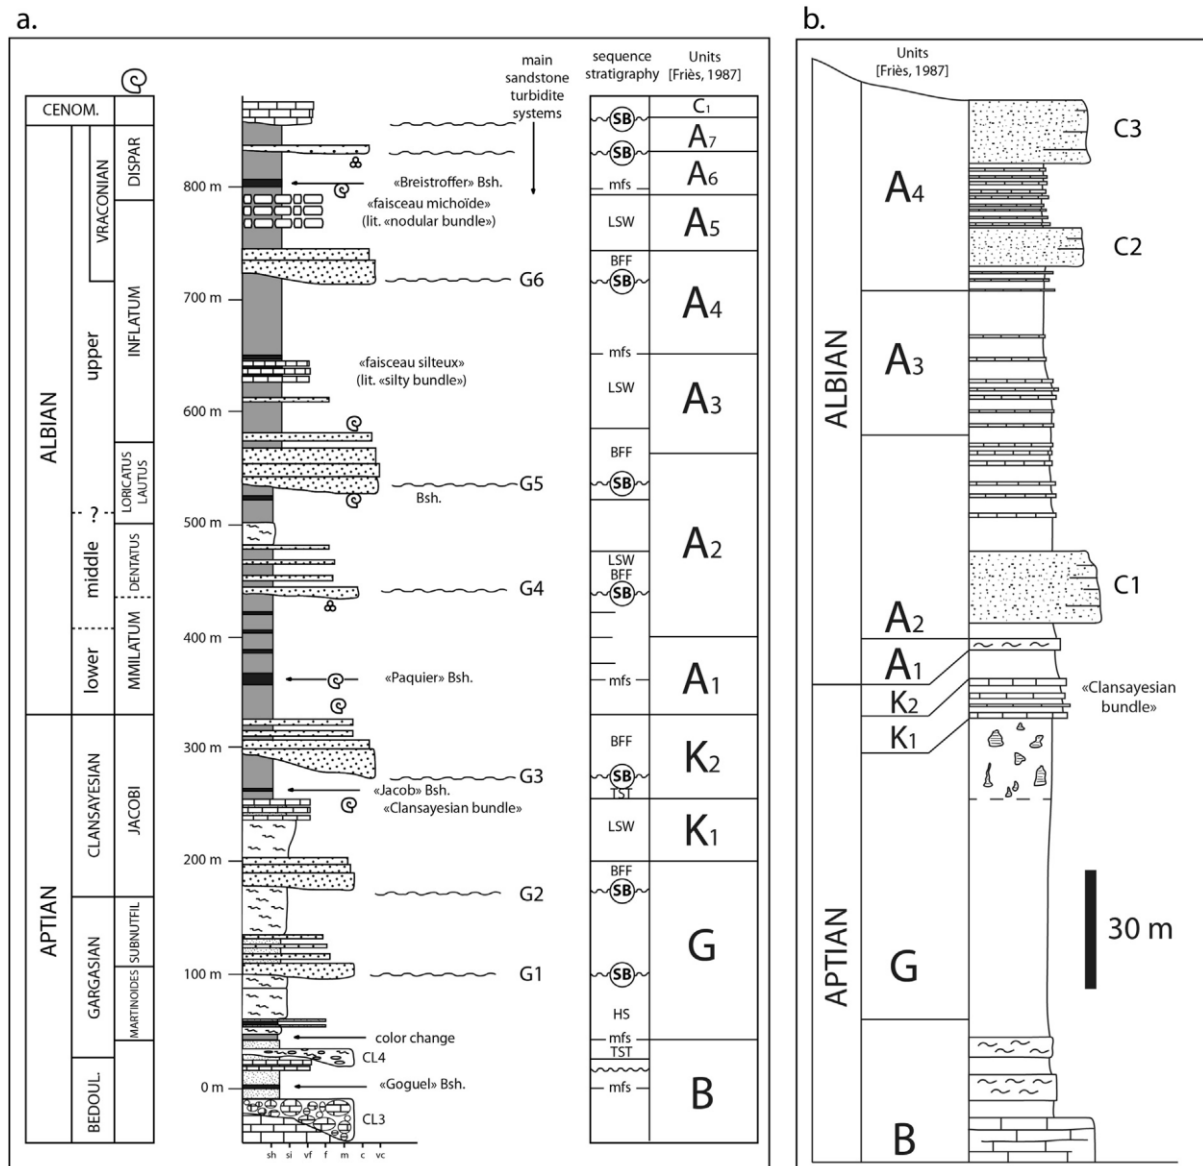 a.
main
sandstone
turbidite
systems
sequence
stratigraphy
Units
[Friès, 1987]
CENOM.
ALBIAN
APTIAN
VRACONIAN
upper
?
middle
lower
CLANSAYESIAN
GARGASIAN
BEDOUL.
DISPAR
INFLATUM
LORICATUS
LAUTUS
DENTATUS
MMILATUM
JACOBI
SUBNUTFIL
MARTINOIDES
800 m
700 m
600 m
500 m
400 m
300 m
200 m
100 m
0 m
sh si vf f m c vc
«Breistroffer» Bsh.
«faisceau michoïde»
(lit. «nodular bundle»)
G6
«faisceau silteux»
(lit. «silty bundle»)
G5
Bsh.
G4
«Paquier» Bsh.
G3
«Jacob» Bsh.
«Clansayesian bundle»
G2
G1
color change
CL4
«Goguel» Bsh.
CL3
SB
SB
mfs
LSW
BFF
SB
mfs
LSW
BFF
SB
LSW
BFF
SB
mfs
BFF
SB
TST
LSW
BFF
SB
SB
HS
mfs
TST
mfs
C1
A7
A6
A5
A4
A3
A2
A1
K2
K1
G
B
b.
Units
[Friès, 1987]
ALBIAN
APTIAN
A4
A3
A2
A1
K2
K1
G
B
C3
C2
C1
«Clansayesian
bundle»
30 m